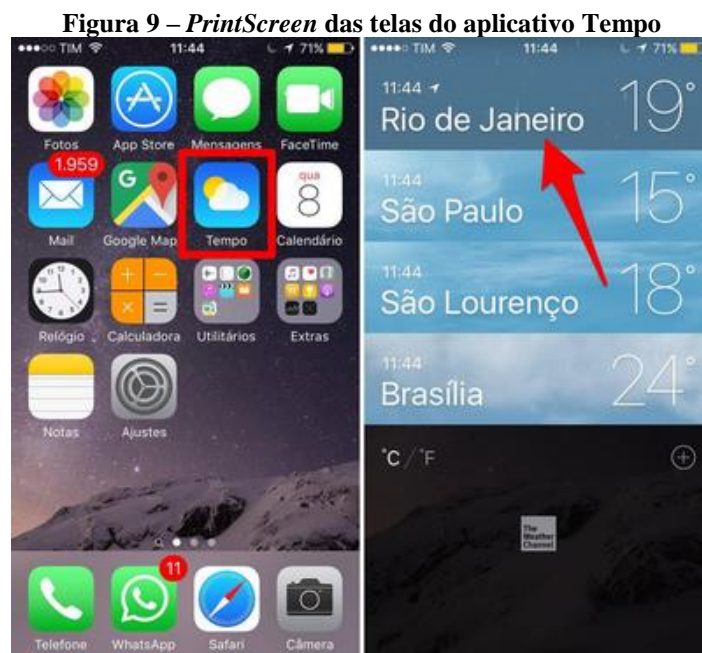 Figura 9 – PrintScreen das telas do aplicativo Tempo
TIM 11:44 71%
Fotos App Store Mensagens FaceTime
1.959 G qua 8
Mail Google Map Tempo Calendário
Relógio Calculadora Utilitários Extras
Notas Ajustes
11
Telefone WhatsApp Safari Câmera
TIM 11:44 71%
11:44
Rio de Janeiro 19°
11:44
São Paulo 15°
11:44
São Lourenço 18°
11:44
Brasília 24°
°C / °F
The
Weather
Channel